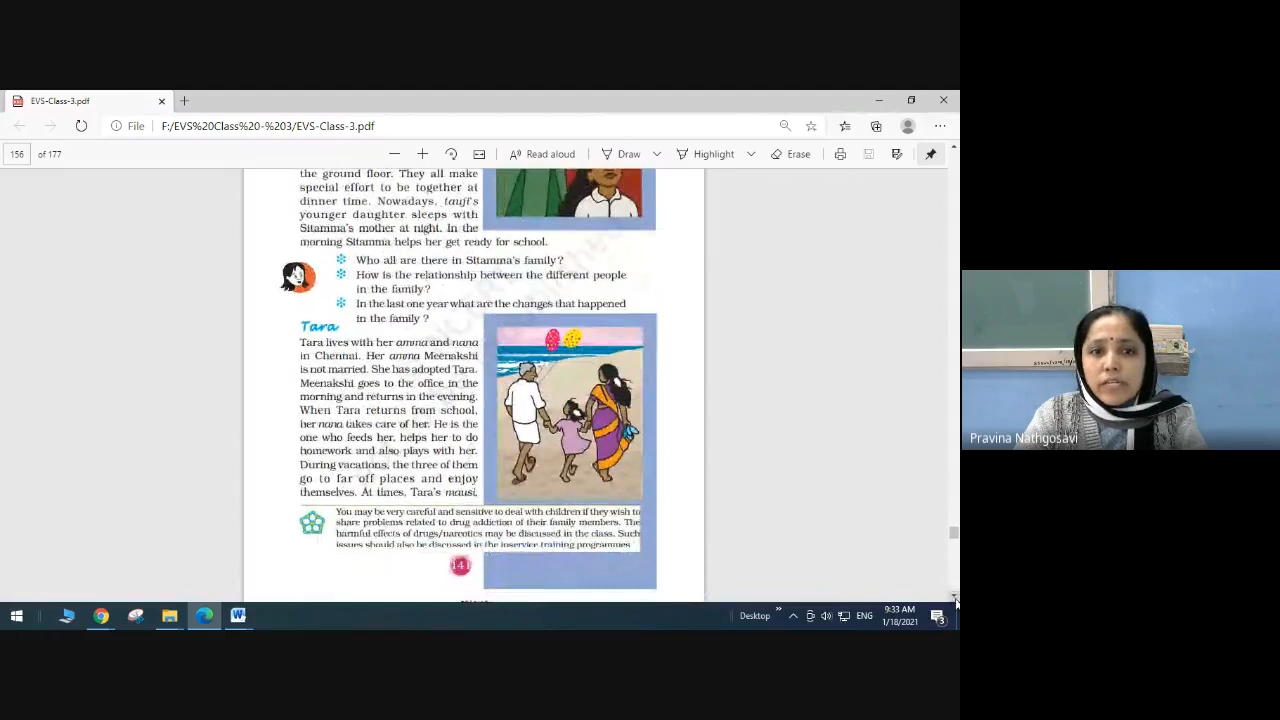 EVS-Class-3.pdf
File F:/EVS%20Class%20-%203/EVS-Class-3.pdf
156 of 177
Read aloud Draw Highlight Erase
the ground floor. They all make
special effort to be together at
dinner time. Nowadays, tauji's
younger daughter sleeps with
Sitamma's mother at night. In the
morning Sitamma helps her get ready for school.
Who all are there in Sitamma's family?
How is the relationship between the different people
in the family?
In the last one year what are the changes that happened
in the family ?
Tara
Tara lives with her amma and nana
in Chennai. Her amma Meenakshi
is not married. She has adopted Tara.
Meenakshi goes to the office in the
morning and returns in the evening.
When Tara returns from school,
her nana takes care of her. He is the
one who feeds her, helps her to do
homework and also plays with her.
During vacations, the three of them
go to far off places and enjoy
themselves. At times, Tara's mausi,
You may be very careful and sensitive to deal with children if they wish to
share problems related to drug addiction of their family members. The
harmful effects of drugs/narcotics may be discussed in the class. Such
issues should also be discussed in the inservice training programmes
141
Pravina Nathgosavi
Desktop
ENG
9:33 AM
1/18/2021
3